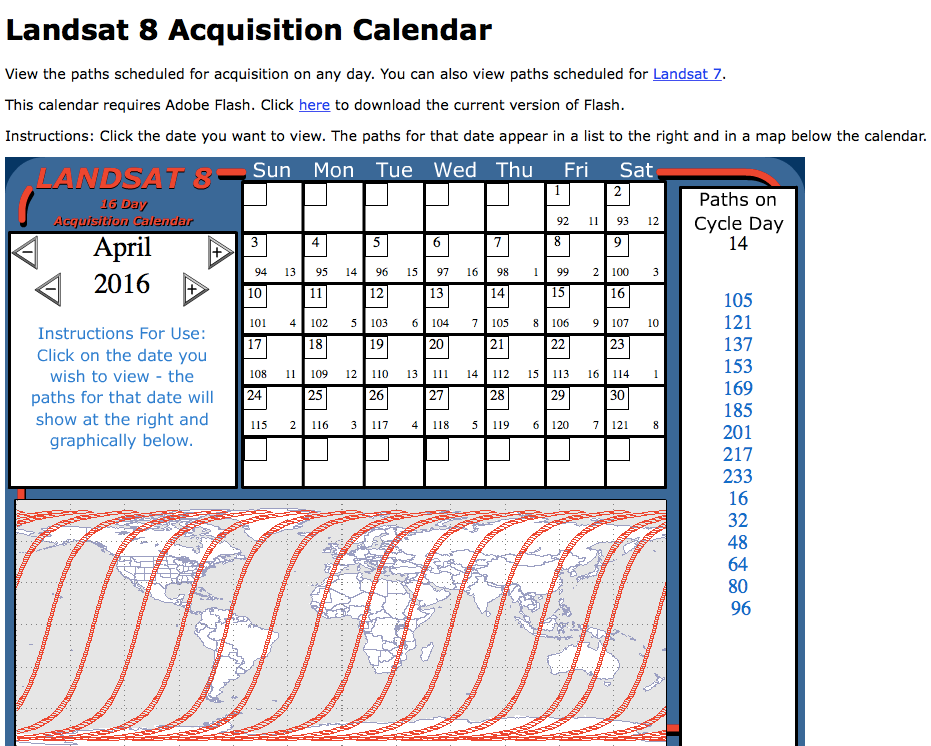 Landsat 8 Acquisition Calendar
View the paths scheduled for acquisition on any day. You can also view paths scheduled for Landsat 7.
This calendar requires Adobe Flash. Click here to download the current version of Flash.
Instructions: Click the date you want to view. The paths for that date appear in a list to the right and in a map below the calendar.
LANDSAT 8
16 Day
Acquisition Calendar
− April +
− 2016 +
Instructions For Use:
Click on the date you
wish to view - the
paths for that date will
show at the right and
graphically below.
Sun Mon Tue Wed Thu Fri Sat
1 2
92 11 93 12
3 4 5 6 7 8 9
94 13 95 14 96 15 97 16 98 1 99 2 100 3
10 11 12 13 14 15 16
101 4 102 5 103 6 104 7 105 8 106 9 107 10
17 18 19 20 21 22 23
108 11 109 12 110 13 111 14 112 15 113 16 114 1
24 25 26 27 28 29 30
115 2 116 3 117 4 118 5 119 6 120 7 121 8
Paths on
Cycle Day
14
105
121
137
153
169
185
201
217
233
16
32
48
64
80
96